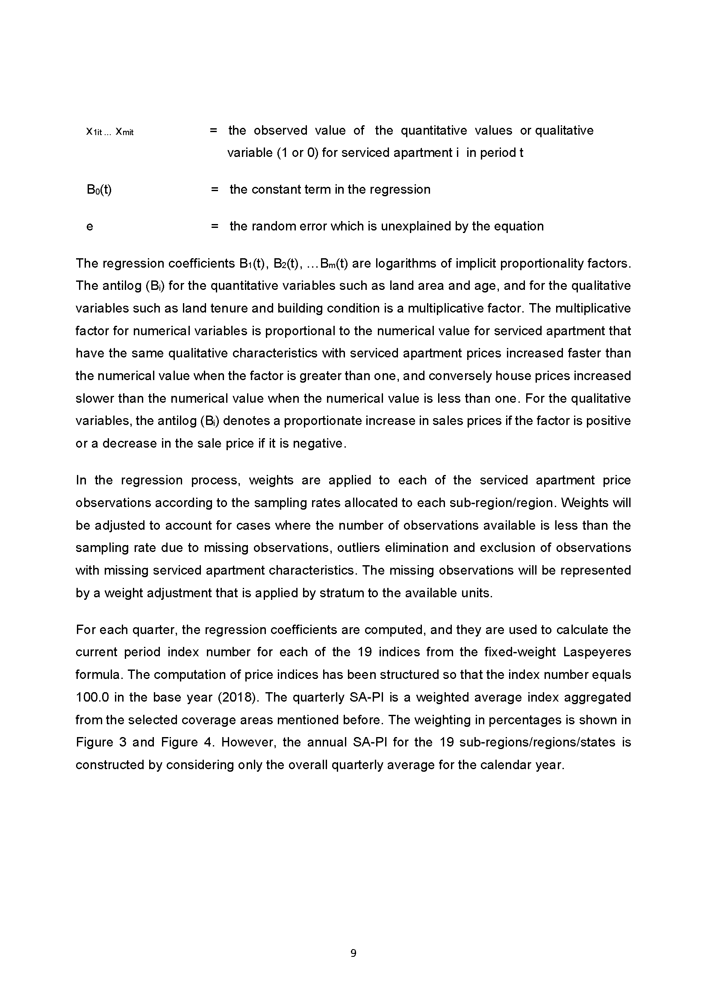 x1it ... xmit = the observed value of the quantitative values or qualitative
variable (1 or 0) for serviced apartment i in period t
B0(t) = the constant term in the regression
e = the random error which is unexplained by the equation
The regression coefficients B1(t), B2(t), …Bm(t) are logarithms of implicit proportionality factors.
The antilog (Bi) for the quantitative variables such as land area and age, and for the qualitative
variables such as land tenure and building condition is a multiplicative factor. The multiplicative
factor for numerical variables is proportional to the numerical value for serviced apartment that
have the same qualitative characteristics with serviced apartment prices increased faster than
the numerical value when the factor is greater than one, and conversely house prices increased
slower than the numerical value when the numerical value is less than one. For the qualitative
variables, the antilog (Bi) denotes a proportionate increase in sales prices if the factor is positive
or a decrease in the sale price if it is negative.
In the regression process, weights are applied to each of the serviced apartment price
observations according to the sampling rates allocated to each sub-region/region. Weights will
be adjusted to account for cases where the number of observations available is less than the
sampling rate due to missing observations, outliers elimination and exclusion of observations
with missing serviced apartment characteristics. The missing observations will be represented
by a weight adjustment that is applied by stratum to the available units.
For each quarter, the regression coefficients are computed, and they are used to calculate the
current period index number for each of the 19 indices from the fixed-weight Laspeyeres
formula. The computation of price indices has been structured so that the index number equals
100.0 in the base year (2018). The quarterly SA-PI is a weighted average index aggregated
from the selected coverage areas mentioned before. The weighting in percentages is shown in
Figure 3 and Figure 4. However, the annual SA-PI for the 19 sub-regions/regions/states is
constructed by considering only the overall quarterly average for the calendar year.
9